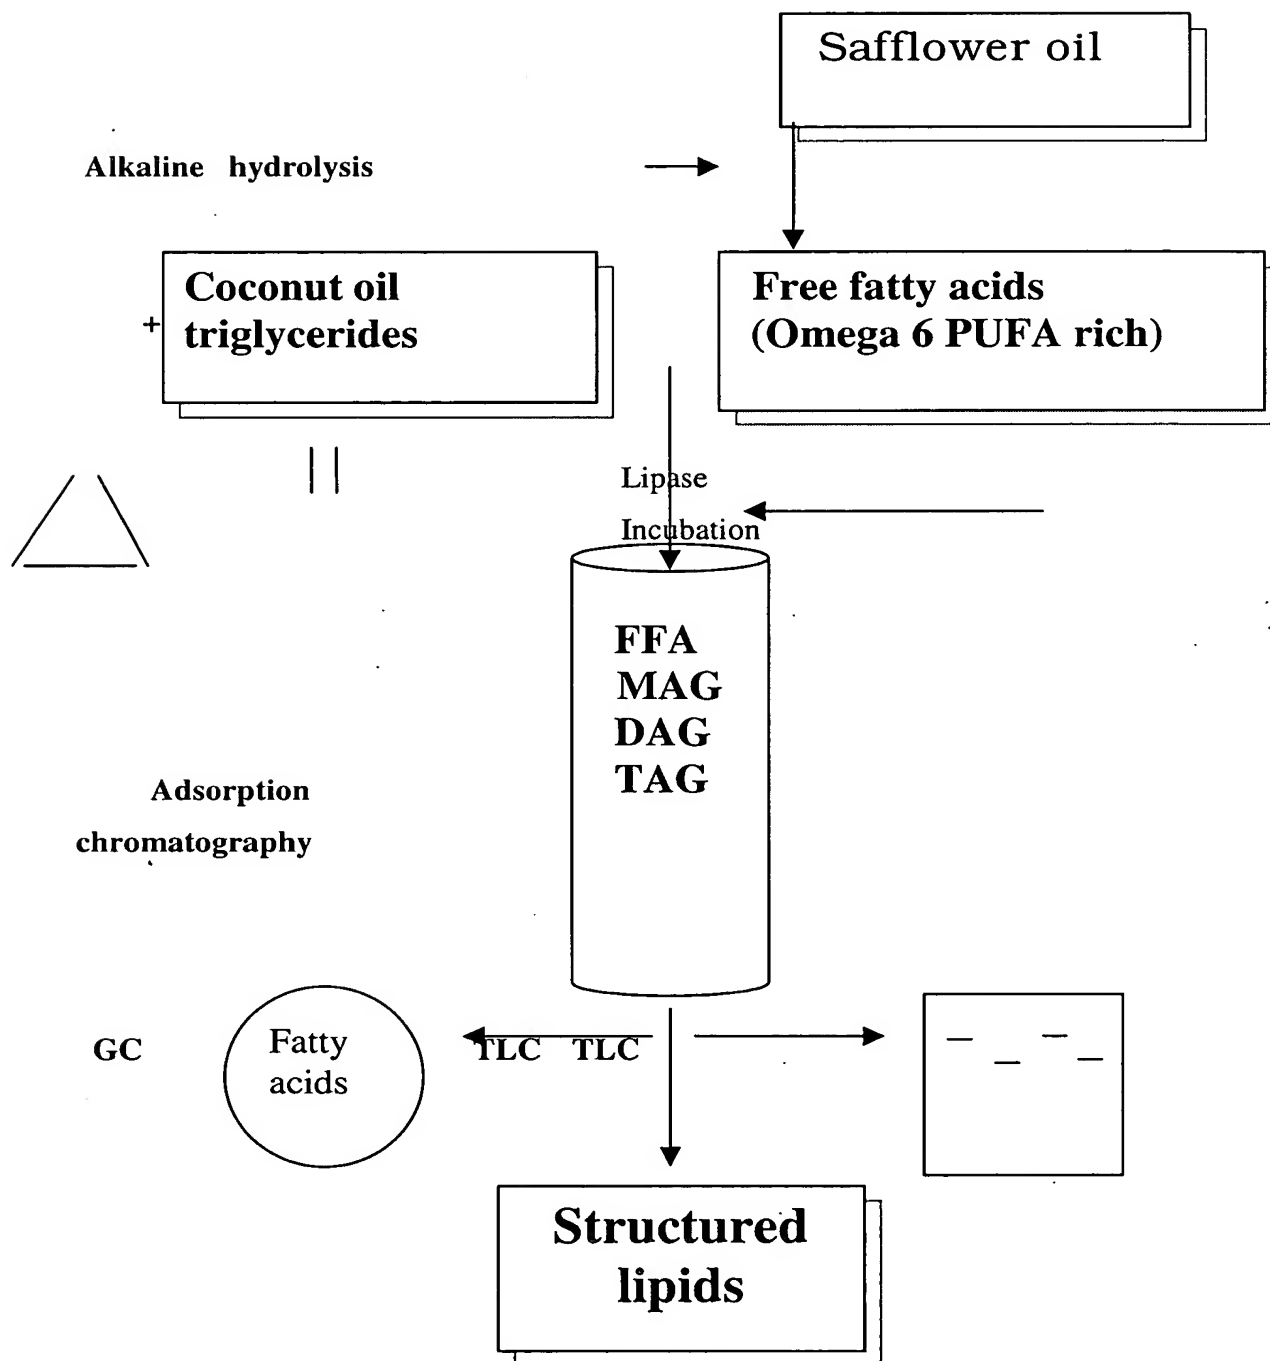 Safflower oil
Alkaline hydrolysis
Coconut oil
triglycerides
+
Free fatty acids
(Omega 6 PUFA rich)
Lipase
Incubation
FFA
MAG
DAG
TAG
Adsorption
chromatography
GC
Fatty
acids
TLC TLC
Structured
lipids